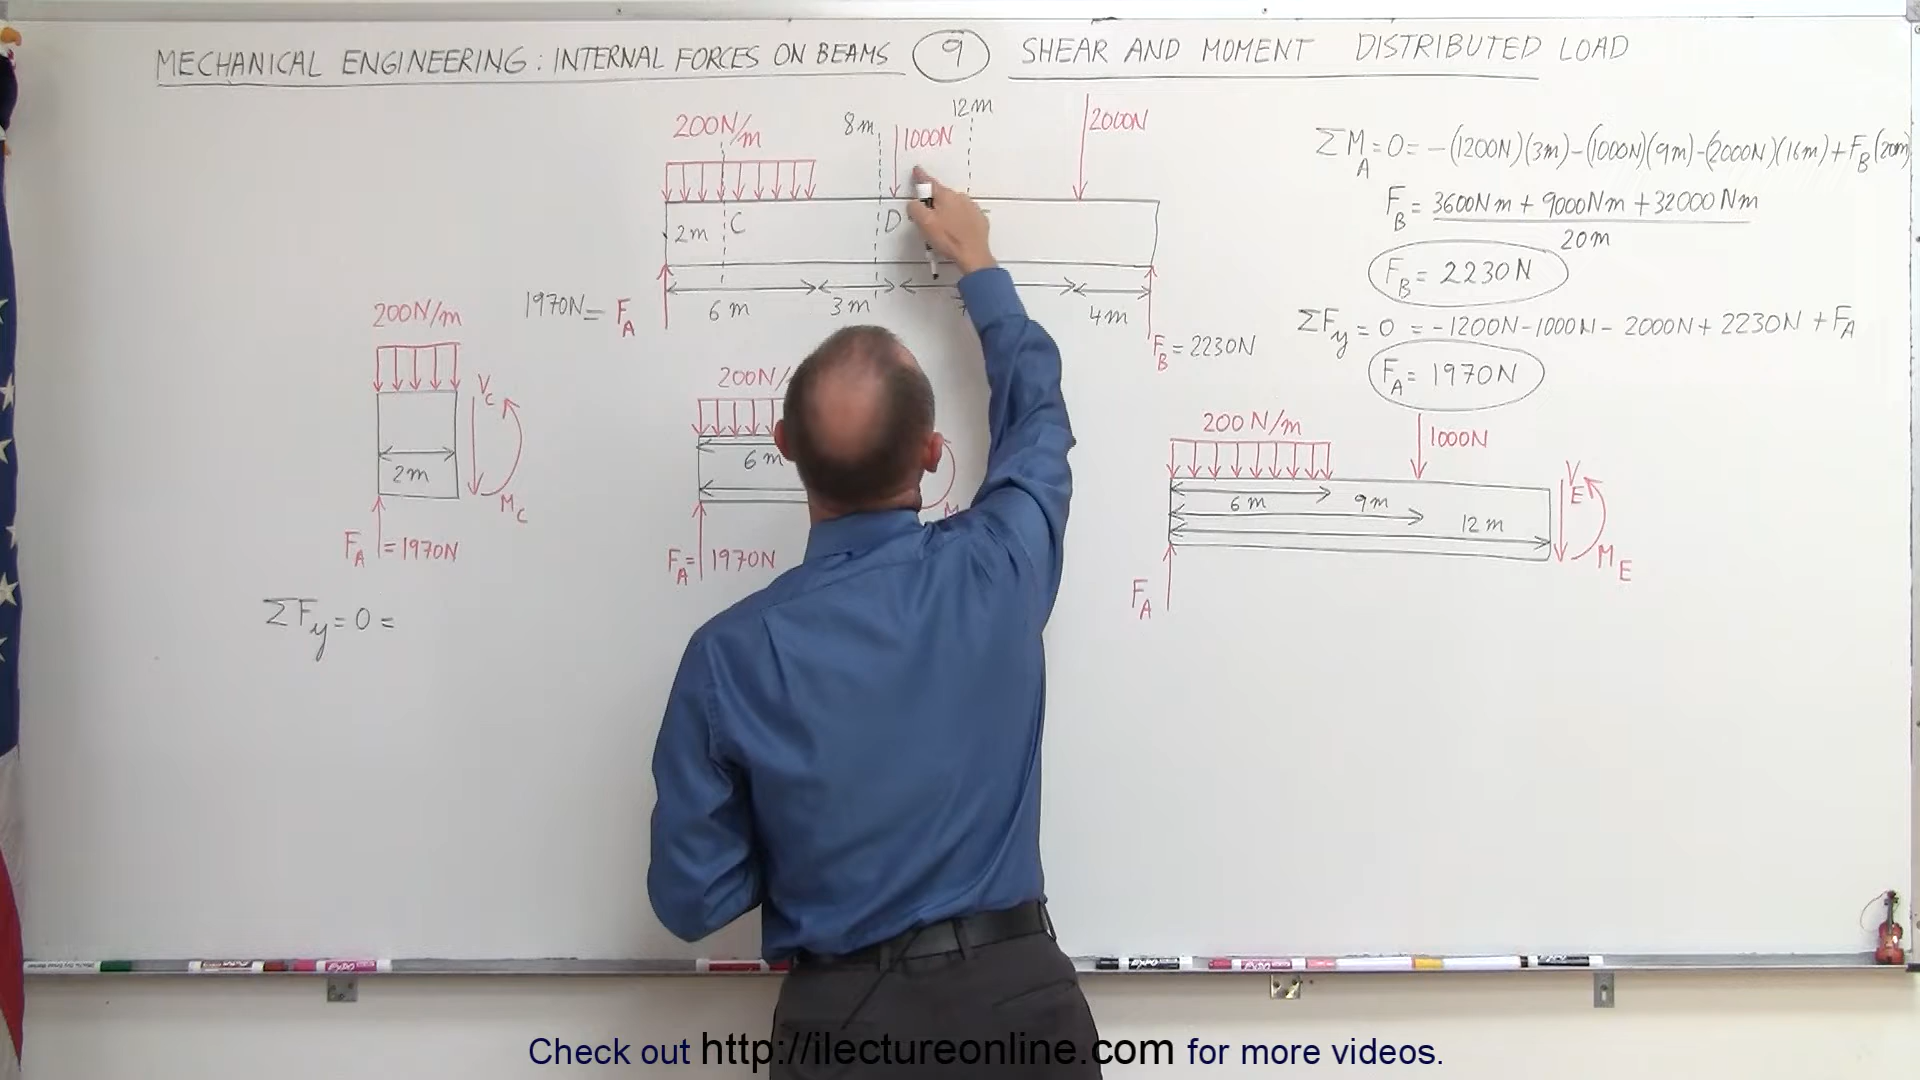 MECHANICAL ENGINEERING: INTERNAL FORCES ON BEAMS 9 SHEAR AND MOMENT DISTRIBUTED LOAD
200N/m
8m
1000N
12m
2000N
2m C
D
6m
3m
4m
1970N = F_A
F_B = 2230N
ΣM_A = 0 = -(1200N)(3m)-(1000N)(9m)-(2000N)(16m)+F_B(20m)
F_B = 3600Nm + 9000Nm + 32000Nm
20m
F_B = 2230N
ΣF_y = 0 = -1200N-1000N-2000N+2230N+F_A
F_A = 1970N
200N/m
V_C
2m
M_C
F_A = 1970N
ΣF_y = 0 =
200N/
6m
F_A = 1970N
200N/m
1000N
6m
9m
12m
V_E
M_E
F_A
Check out http://ilectureonline.com for more videos.